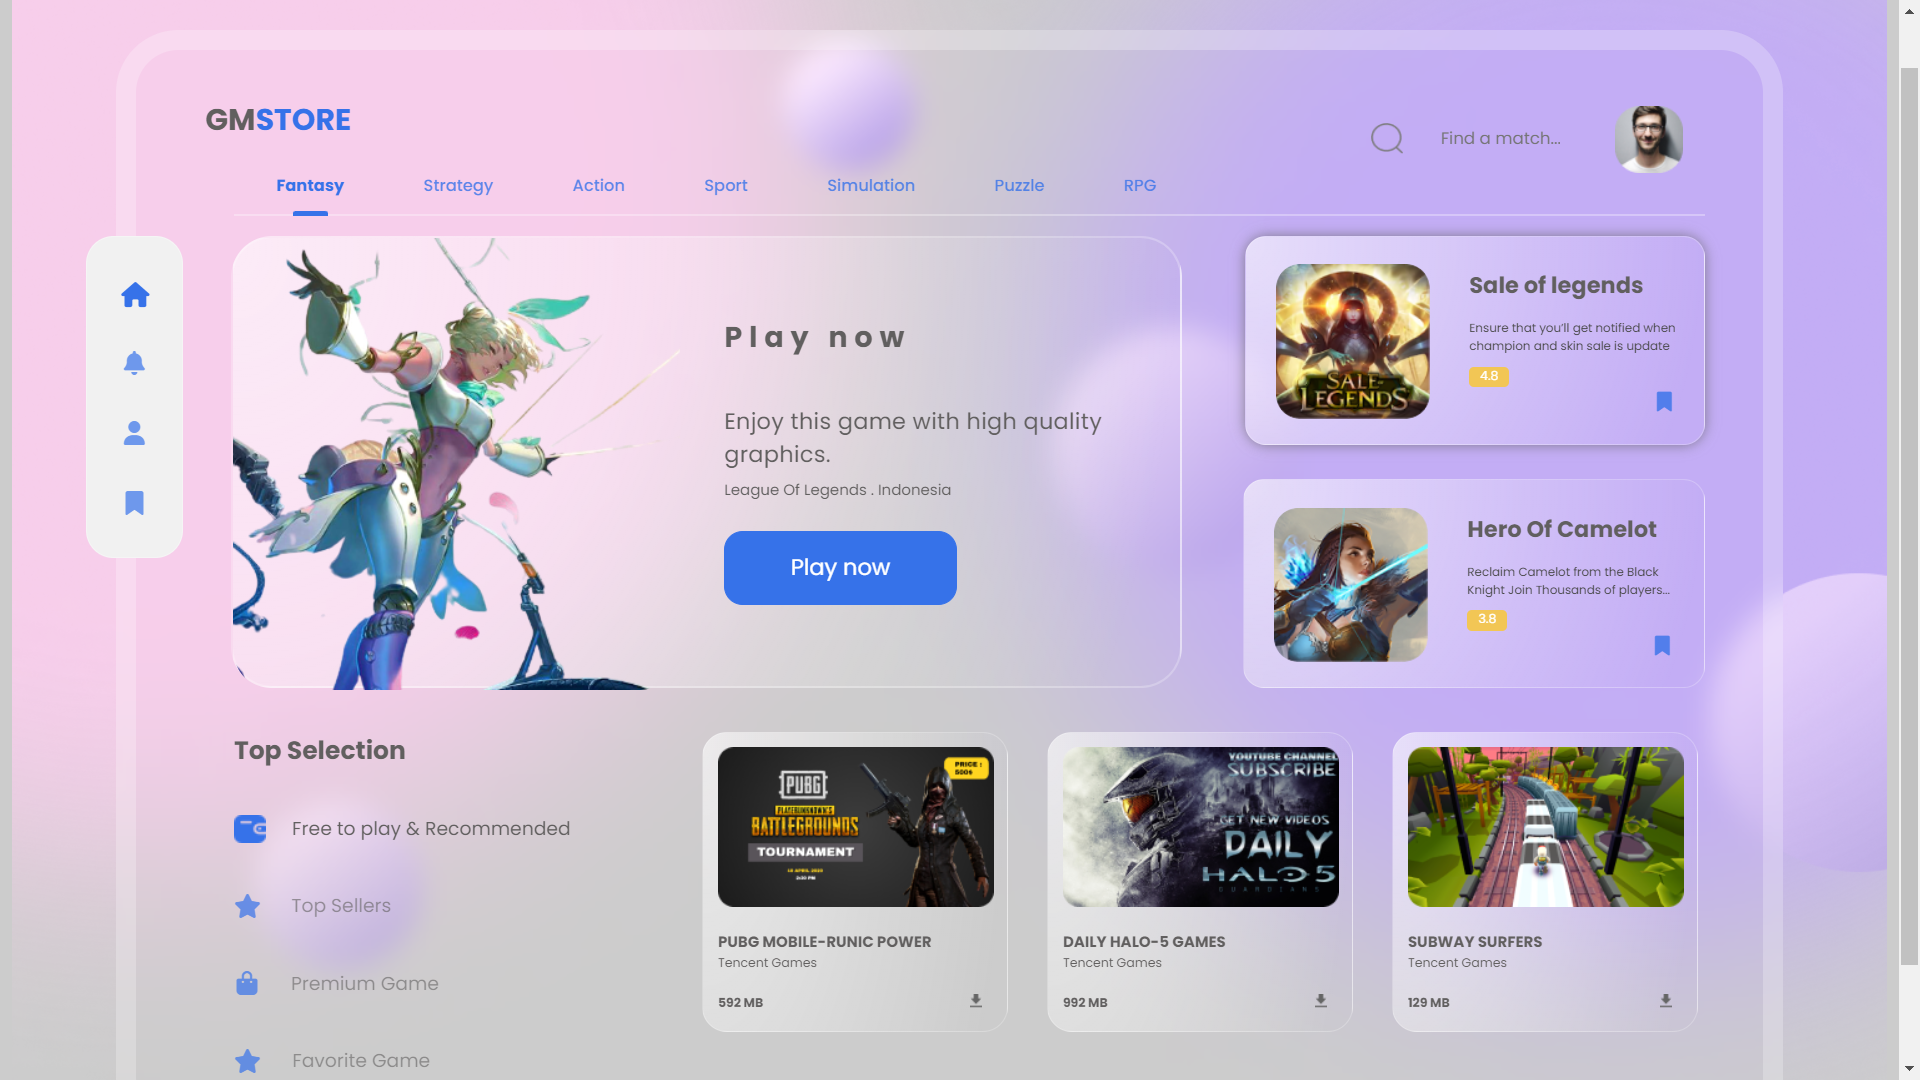 GMSTORE
Find a match...
Fantasy
Strategy
Action
Sport
Simulation
Puzzle
RPG
Play now
Enjoy this game with high quality
graphics.
League Of Legends . Indonesia
Play now
SALE-
LEGENDS
Sale of legends
Ensure that you'll get notified when
champion and skin sale is update
4.8
Hero Of Camelot
Reclaim Camelot from the Black
Knight Join Thousands of players...
3.8
Top Selection
Free to play & Recommended
Top Sellers
Premium Game
Favorite Game
PRICE :
500$
PUBG
PLAYERUNKNOWN'S
BATTLEGROUNDS
TOURNAMENT
PUBG MOBILE-RUNIC POWER
Tencent Games
592 MB
YOUTUBE CHANNEL
SUBSCRIBE
GET NEW VIDEOS
DAILY
HALO 5
GUARDIANS
DAILY HALO-5 GAMES
Tencent Games
992 MB
SUBWAY SURFERS
Tencent Games
129 MB